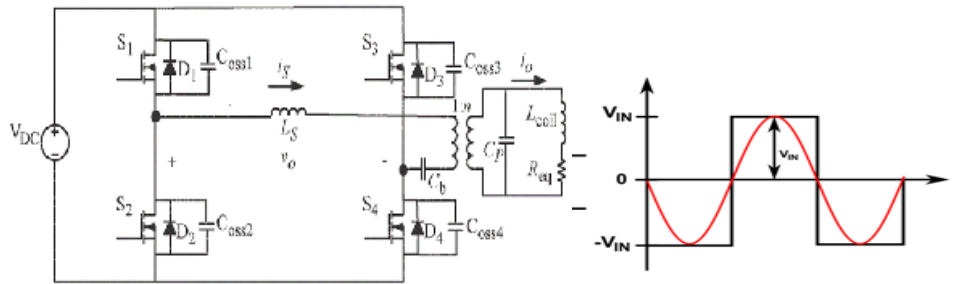 S1
D1
Coss1
iS
S3
D3
Coss3
1:n
io
VDC
LS
vo
+
-
Cb
CP
Lcoil
Req
S2
D2
Coss2
S4
D4
Coss4
VIN
0
-VIN
VIN